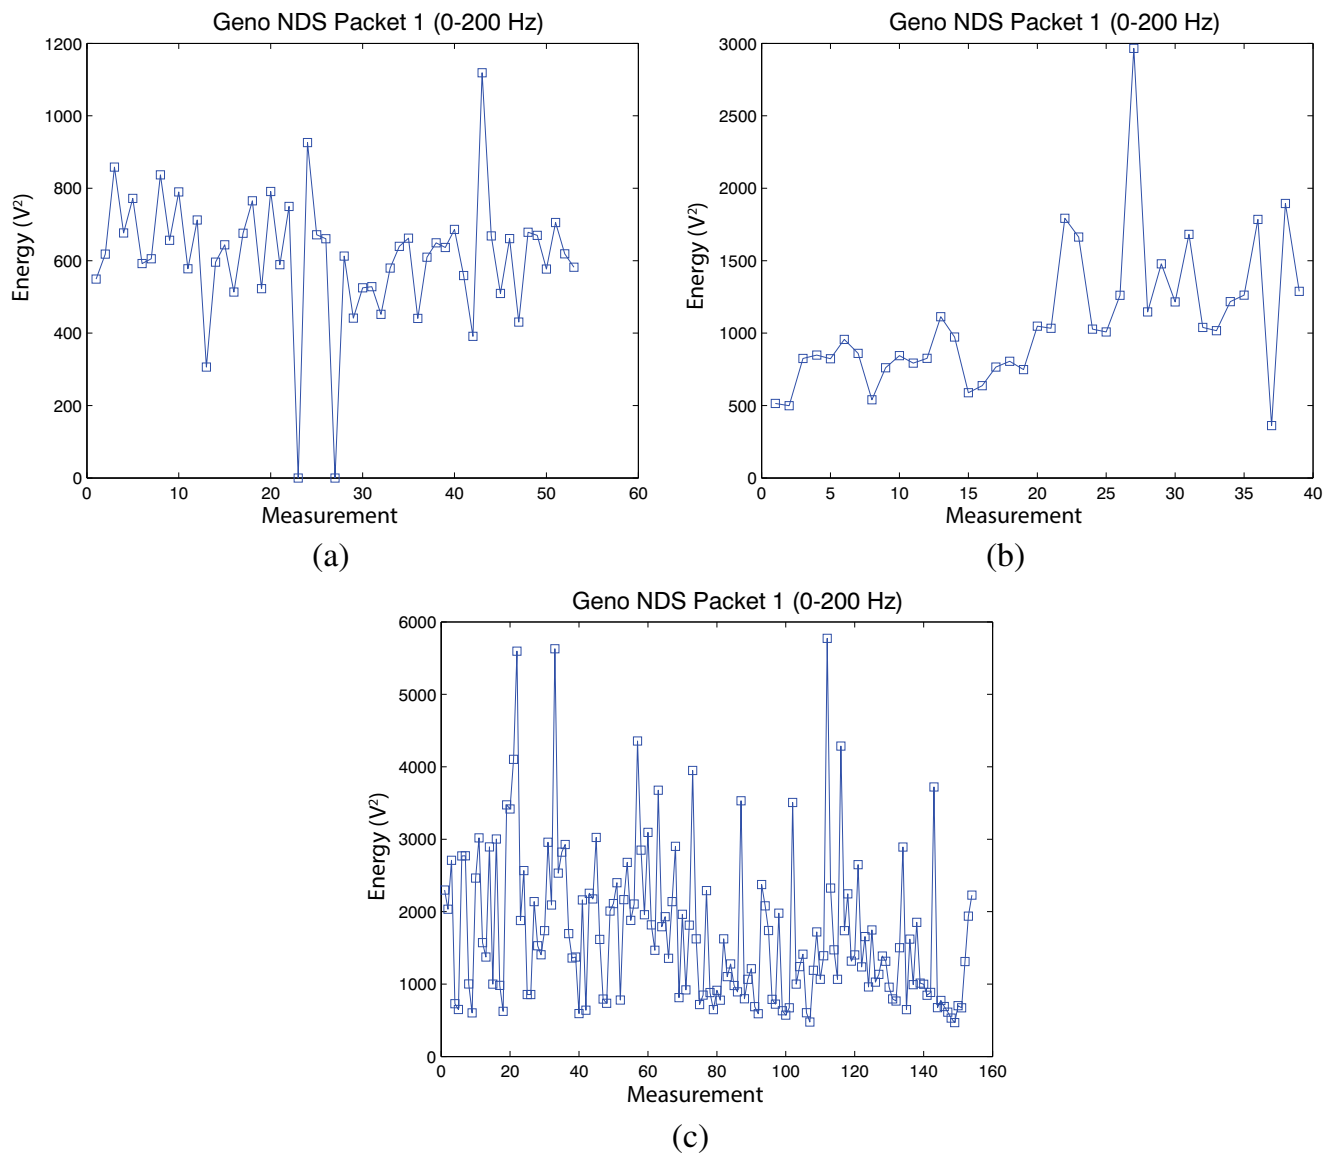 Geno NDS Packet 1 (0-200 Hz)
1200
1000
800
600
400
200
0
Energy (V²)
0 10 20 30 40 50 60
Measurement
(a)
Geno NDS Packet 1 (0-200 Hz)
3000
2500
2000
1500
1000
500
0
Energy (V²)
0 5 10 15 20 25 30 35 40
Measurement
(b)
Geno NDS Packet 1 (0-200 Hz)
6000
5000
4000
3000
2000
1000
0
Energy (V²)
0 20 40 60 80 100 120 140 160
Measurement
(c)